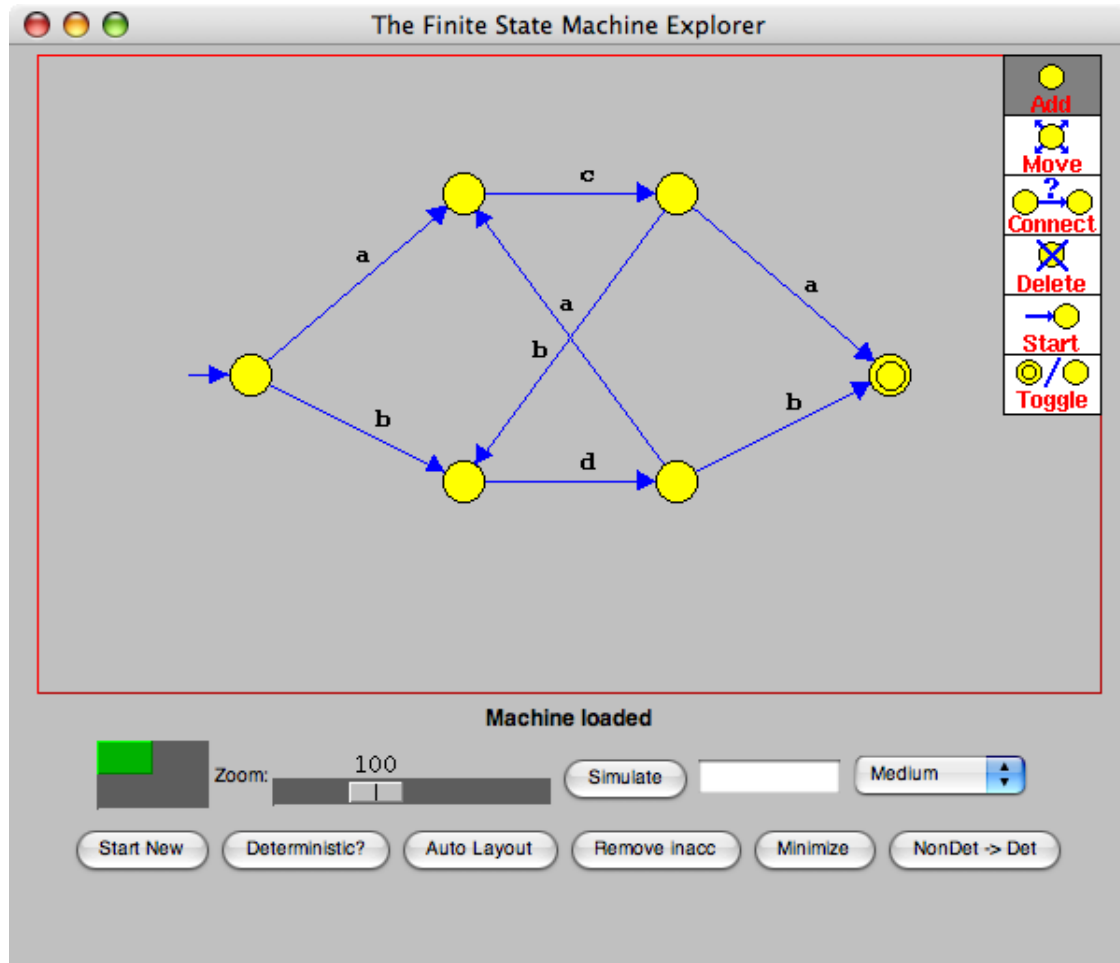 The Finite State Machine Explorer
Add
Move
?
Connect
Delete
Start
Toggle
c
a
a
a
b
b
b
d
Machine loaded
Zoom:
100
Simulate
Medium
Start New
Deterministic?
Auto Layout
Remove inacc
Minimize
NonDet -> Det